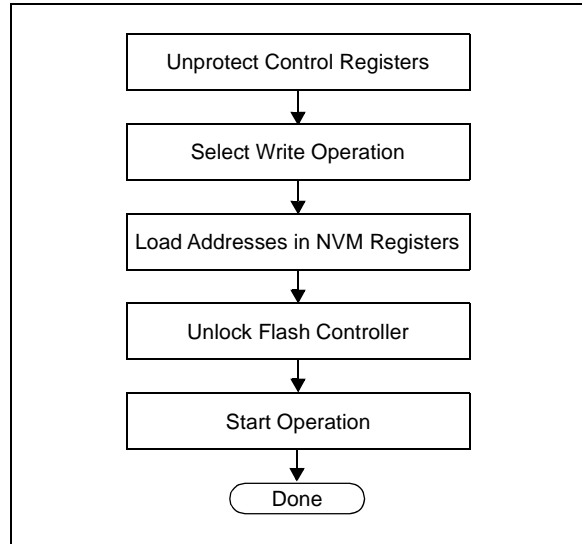 Unprotect Control Registers
Select Write Operation
Load Addresses in NVM Registers
Unlock Flash Controller
Start Operation
Done